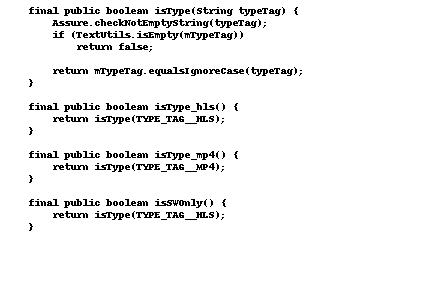 final public boolean isType(String typeTag) {
    Assure.checkNotEmptyString(typeTag);
    if (TextUtils.isEmpty(mTypeTag))
        return false;

    return mTypeTag.equalsIgnoreCase(typeTag);
}

final public boolean isType_hls() {
    return isType(TYPE_TAG__HLS);
}

final public boolean isType_mp4() {
    return isType(TYPE_TAG__MP4);
}

final public boolean isSWOnly() {
    return isType(TYPE_TAG__HLS);
}